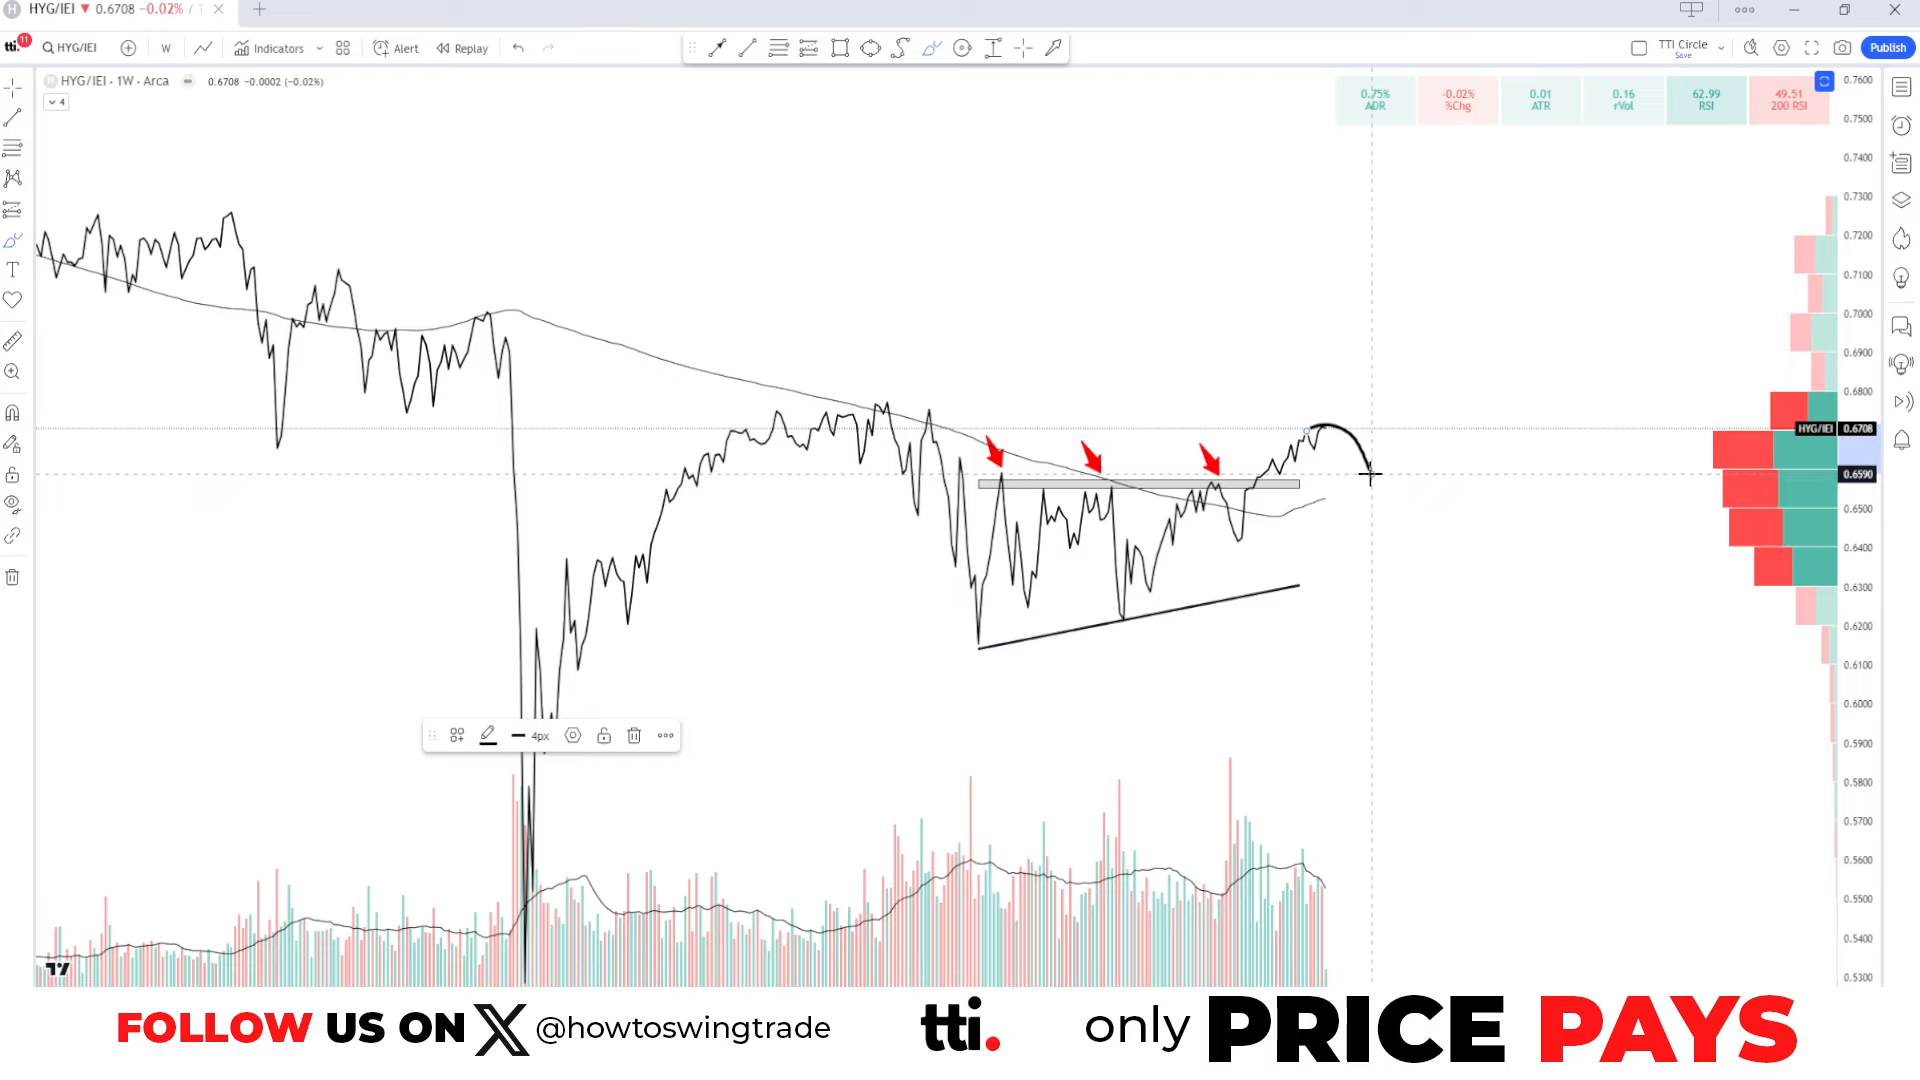 HYG/IEI ▼ 0.6708 -0.02% /
tti. 11 HYG/IEI W Indicators Alert Replay TTI Circle Save Publish
HYG/IEI · 1W · Arca 0.6708 -0.0002 (-0.02%)
4
0.75% ADR
-0.02% %Chg
0.01 ATR
0.16 rVol
62.99 RSI
49.51 200 RSI
0.7600
0.7500
0.7400
0.7300
0.7200
0.7100
0.7000
0.6900
0.6800
HYG/IEI 0.6708
0.6590
0.6500
0.6400
0.6300
0.6200
0.6100
0.6000
0.5900
0.5800
0.5700
0.5600
0.5500
0.5400
0.5300
4px
FOLLOW US ON X @howtoswingtrade tti. only PRICE PAYS